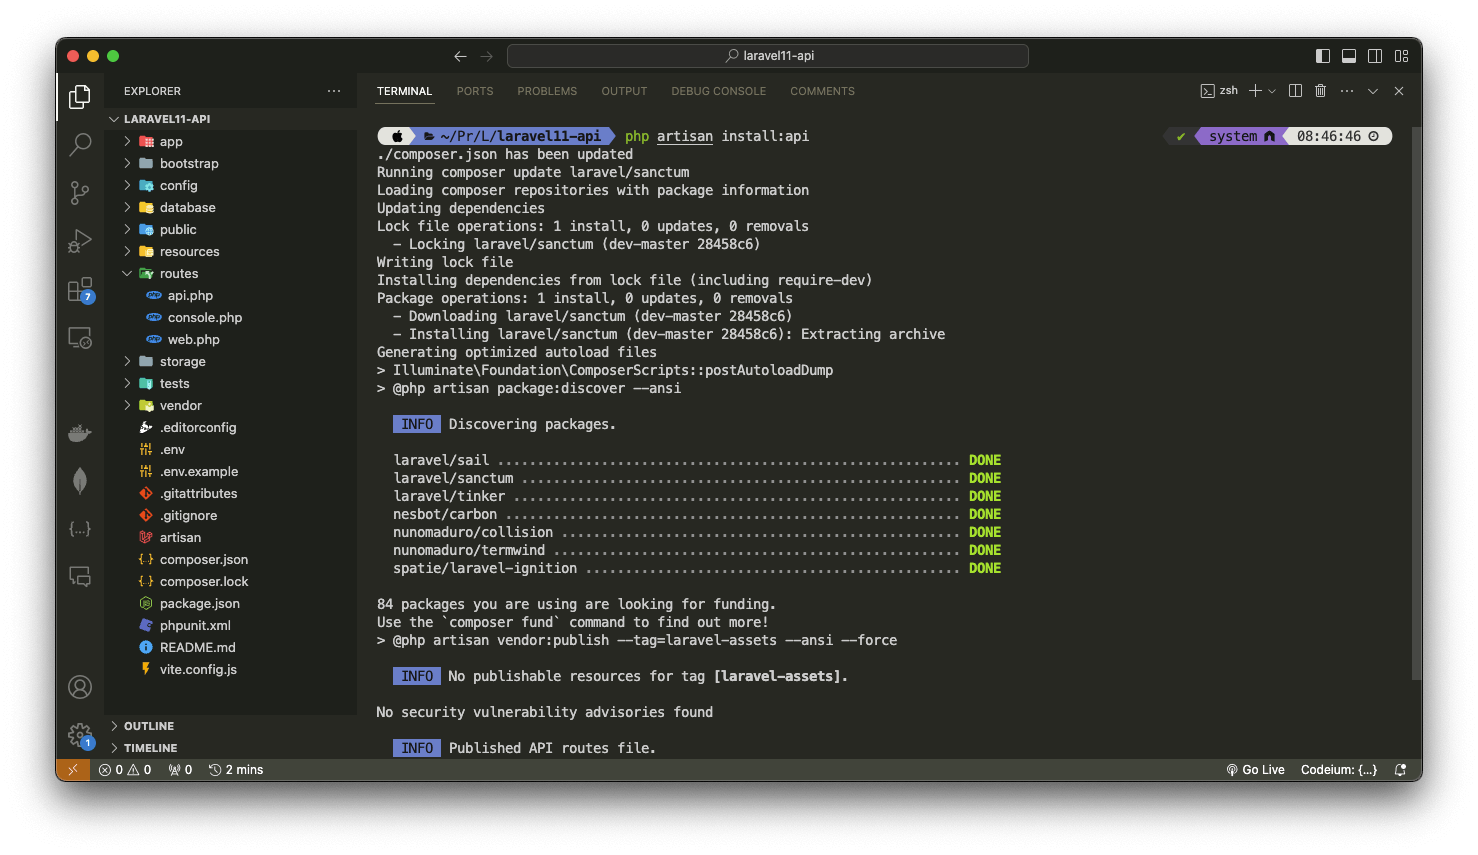 laravel11-api
EXPLORER
LARAVEL11-API
app
bootstrap
config
database
public
resources
routes
api.php
console.php
web.php
storage
tests
vendor
.editorconfig
.env
.env.example
.gitattributes
.gitignore
artisan
composer.json
composer.lock
package.json
phpunit.xml
README.md
vite.config.js
OUTLINE
TIMELINE
7
1
TERMINAL PORTS PROBLEMS OUTPUT DEBUG CONSOLE COMMENTS
zsh
~/Pr/L/laravel11-api php artisan install:api
✔ system 08:46:46
./composer.json has been updated
Running composer update laravel/sanctum
Loading composer repositories with package information
Updating dependencies
Lock file operations: 1 install, 0 updates, 0 removals
- Locking laravel/sanctum (dev-master 28458c6)
Writing lock file
Installing dependencies from lock file (including require-dev)
Package operations: 1 install, 0 updates, 0 removals
- Downloading laravel/sanctum (dev-master 28458c6)
- Installing laravel/sanctum (dev-master 28458c6): Extracting archive
Generating optimized autoload files
> Illuminate\Foundation\ComposerScripts::postAutoloadDump
> @php artisan package:discover --ansi
INFO Discovering packages.
laravel/sail .......................................................... DONE
laravel/sanctum ....................................................... DONE
laravel/tinker ........................................................ DONE
nesbot/carbon ......................................................... DONE
nunomaduro/collision .................................................. DONE
nunomaduro/termwind ................................................... DONE
spatie/laravel-ignition ............................................... DONE
84 packages you are using are looking for funding.
Use the `composer fund` command to find out more!
> @php artisan vendor:publish --tag=laravel-assets --ansi --force
INFO No publishable resources for tag [laravel-assets].
No security vulnerability advisories found
INFO Published API routes file.
0 0 0 2 mins
Go Live Codeium: {...}